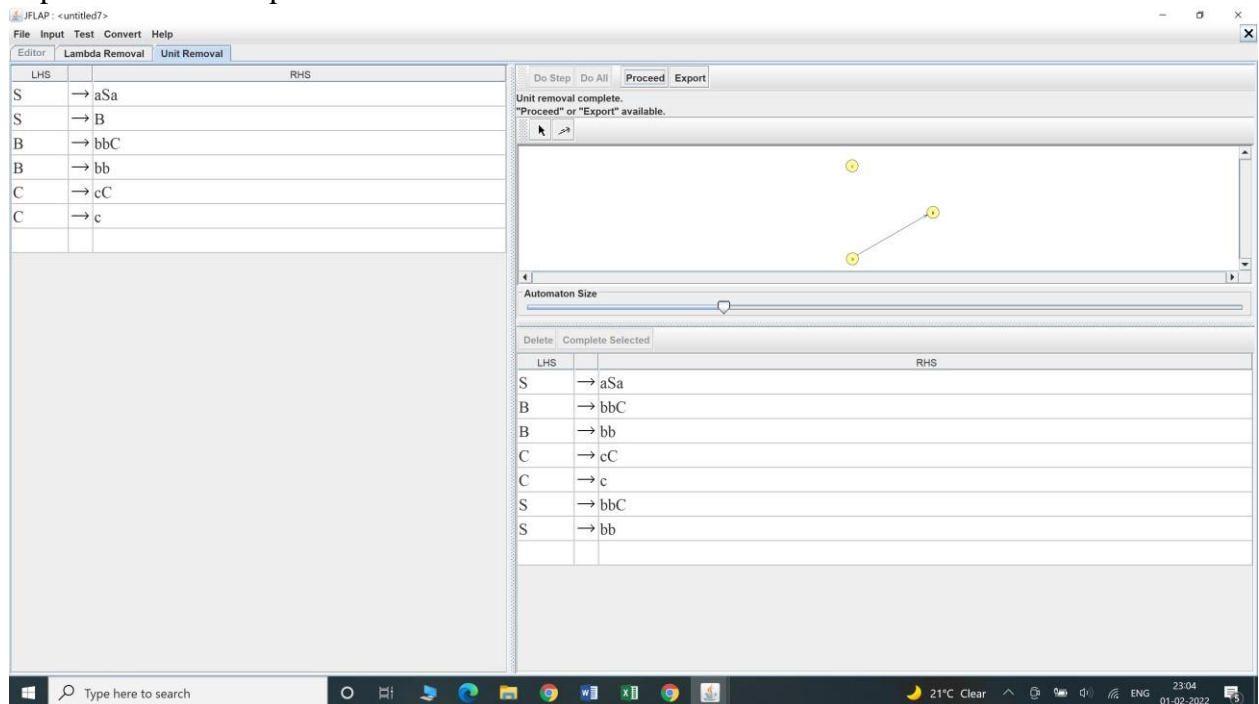 JFLAP : <untitled7>
File Input Test Convert Help
Editor Lambda Removal Unit Removal
LHS RHS
S → aSa
S → B
B → bbC
B → bb
C → cC
C → c
Do Step Do All Proceed Export
Unit removal complete.
"Proceed" or "Export" available.
Automaton Size
Delete Complete Selected
LHS RHS
S → aSa
B → bbC
B → bb
C → cC
C → c
S → bbC
S → bb
Type here to search
21°C Clear ENG 23:04
01-02-2022
5